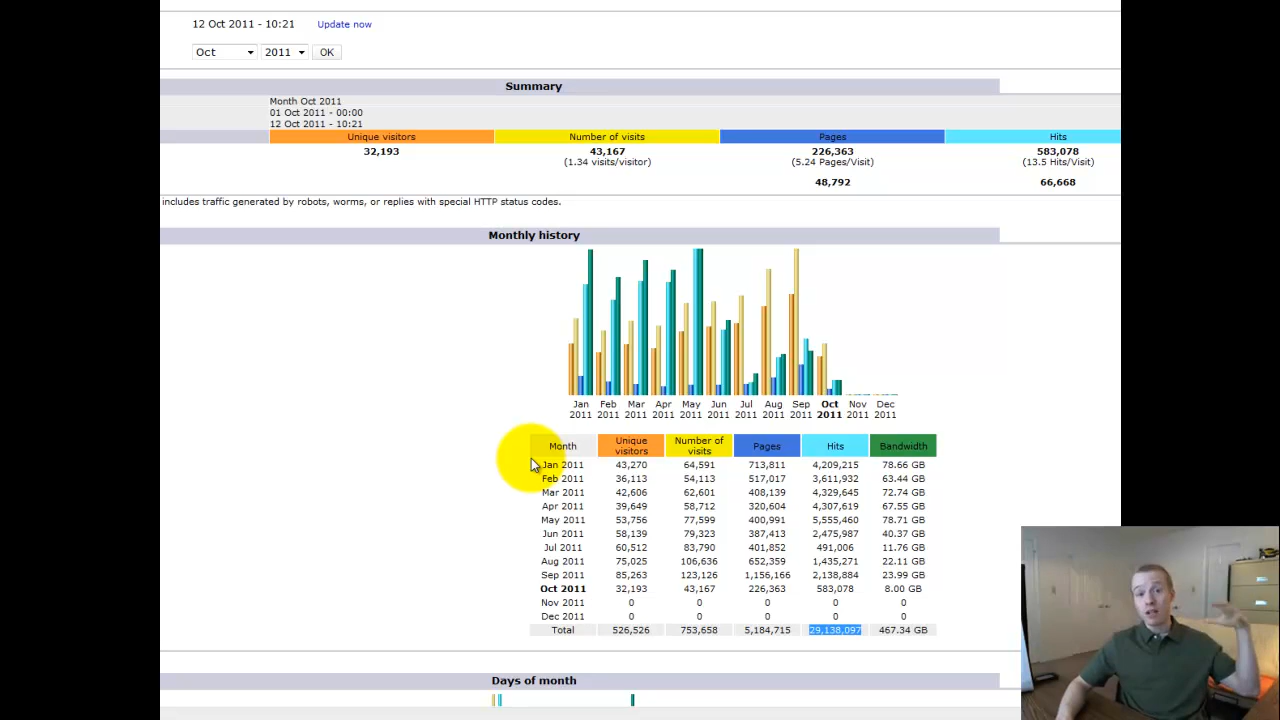 12 Oct 2011 - 10:21 Update now
Oct 2011 OK
Summary
Month Oct 2011
01 Oct 2011 - 00:00
12 Oct 2011 - 10:21
Unique visitors Number of visits Pages Hits
32,193 43,167 226,363 583,078
(1.34 visits/visitor) (5.24 Pages/Visit) (13.5 Hits/Visit)
48,792 66,668
includes traffic generated by robots, worms, or replies with special HTTP status codes.
Monthly history
Jan Feb Mar Apr May Jun Jul Aug Sep Oct Nov Dec
2011 2011 2011 2011 2011 2011 2011 2011 2011 2011 2011 2011
Month Unique visitors Number of visits Pages Hits Bandwidth
Jan 2011 43,270 64,591 713,811 4,209,215 78.66 GB
Feb 2011 36,113 54,113 517,017 3,611,932 63.44 GB
Mar 2011 42,606 62,601 408,139 4,329,645 72.74 GB
Apr 2011 39,649 58,712 320,604 4,307,619 67.55 GB
May 2011 53,756 77,599 400,991 5,555,460 78.71 GB
Jun 2011 58,139 79,323 387,413 2,475,987 40.37 GB
Jul 2011 60,512 83,790 401,852 491,006 11.76 GB
Aug 2011 75,025 106,636 652,359 1,435,271 22.11 GB
Sep 2011 85,263 123,126 1,156,166 2,138,884 23.99 GB
Oct 2011 32,193 43,167 226,363 583,078 8.00 GB
Nov 2011 0 0 0 0 0
Dec 2011 0 0 0 0 0
Total 526,526 753,658 5,184,715 29,138,097 467.34 GB
Days of month